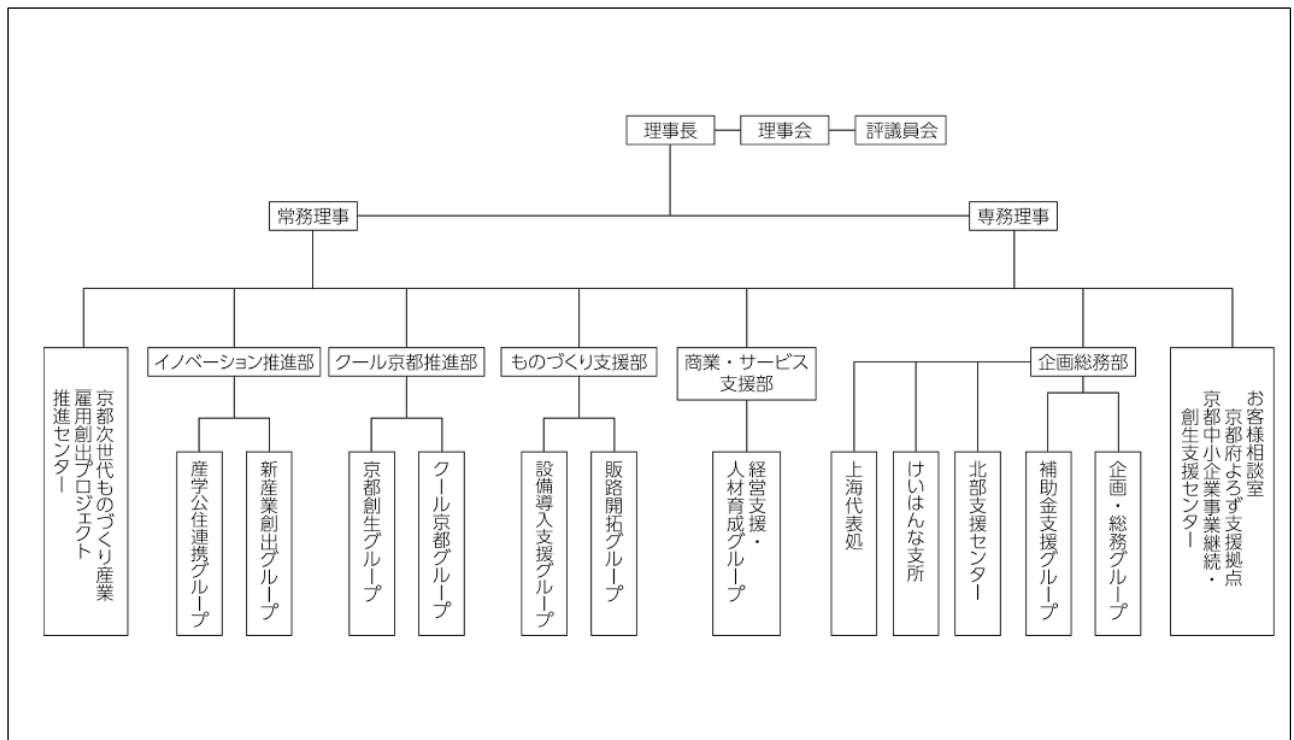 理事長
理事会
評議員会
常務理事
専務理事
イノベーション推進部
クール京都推進部
ものづくり支援部
商業・サービス
支援部
企画総務部
京都次世代ものづくり産業
雇用創出プロジェクト
推進センター
産学公住連携グループ
新産業創出グループ
京都創生グループ
クール京都グループ
設備導入支援グループ
販路開拓グループ
経営支援・
人材育成グループ
上海代表処
けいはんな支所
北部支援センター
補助金支援グループ
企画・総務グループ
お客様相談室
京都府よろず支援拠点
京都中小企業事業継続・
創生支援センター